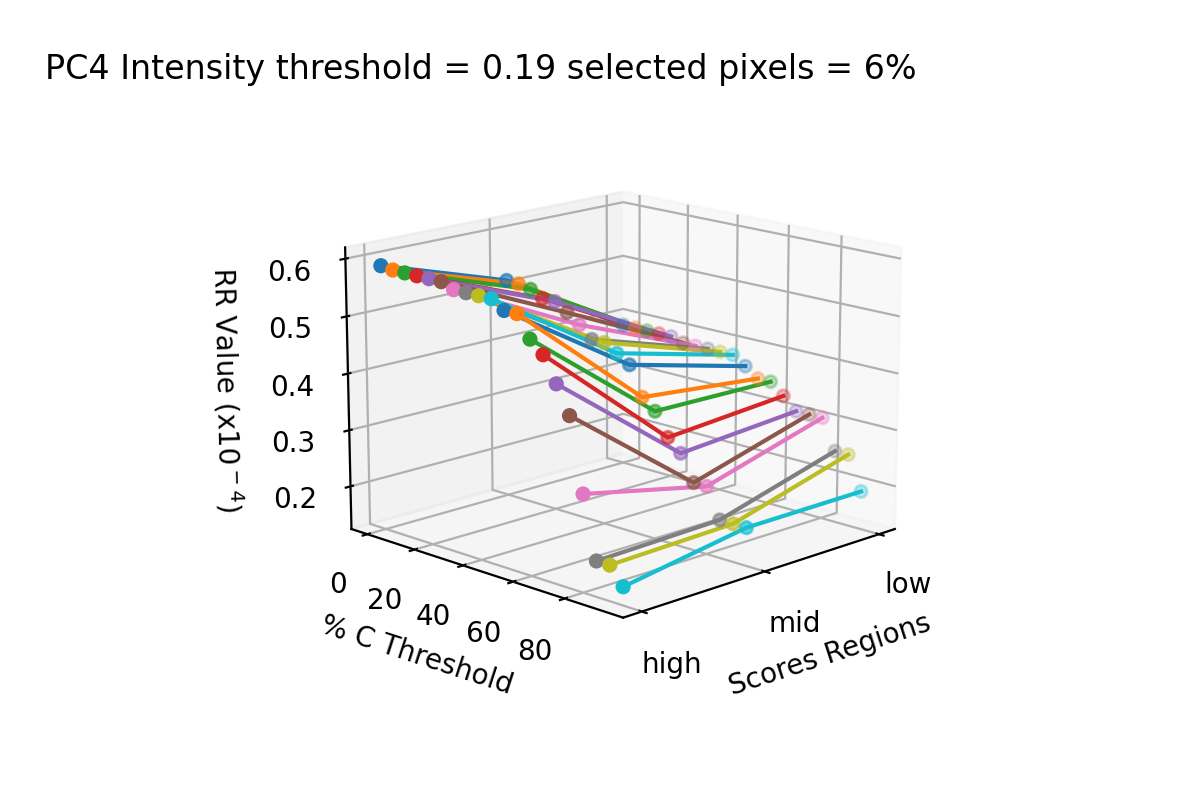 PC4 Intensity threshold = 0.19 selected pixels = 6%
0.6
0.5
0.4
0.3
0.2
RR Value (x10⁻⁴)
0
20
40
60
80
% C Threshold
high
mid
low
Scores Regions